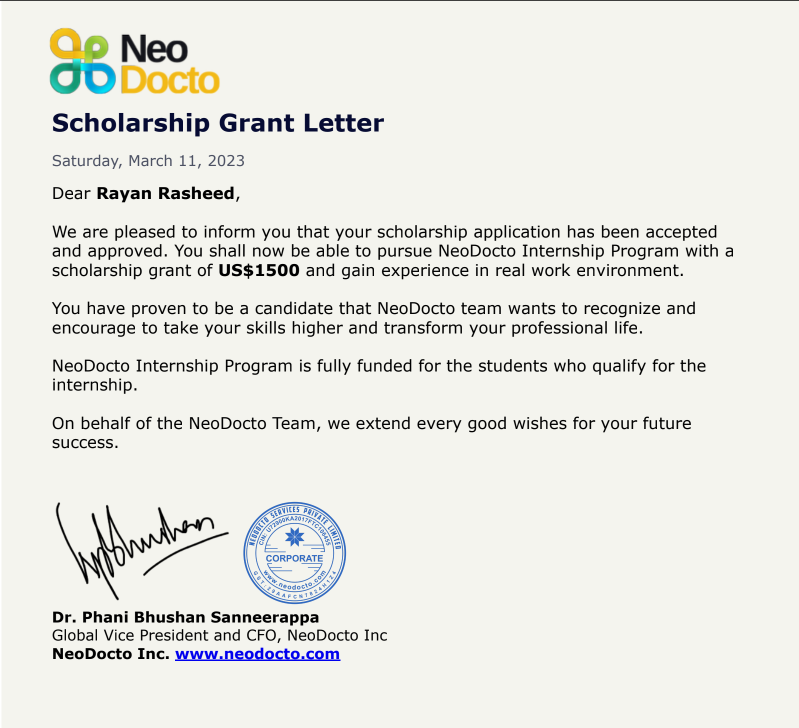 Neo
Docto
Scholarship Grant Letter
Saturday, March 11, 2023
Dear Rayan Rasheed,
We are pleased to inform you that your scholarship application has been accepted
and approved. You shall now be able to pursue NeoDocto Internship Program with a
scholarship grant of US$1500 and gain experience in real work environment.
You have proven to be a candidate that NeoDocto team wants to recognize and
encourage to take your skills higher and transform your professional life.
NeoDocto Internship Program is fully funded for the students who qualify for the
internship.
On behalf of the NeoDocto Team, we extend every good wishes for your future
success.
NEODOCTO SERVICES PRIVATE LIMITED
CORPORATE
www.neodocto.com
Dr. Phani Bhushan Sanneerappa
Global Vice President and CFO, NeoDocto Inc
NeoDocto Inc. www.neodocto.com